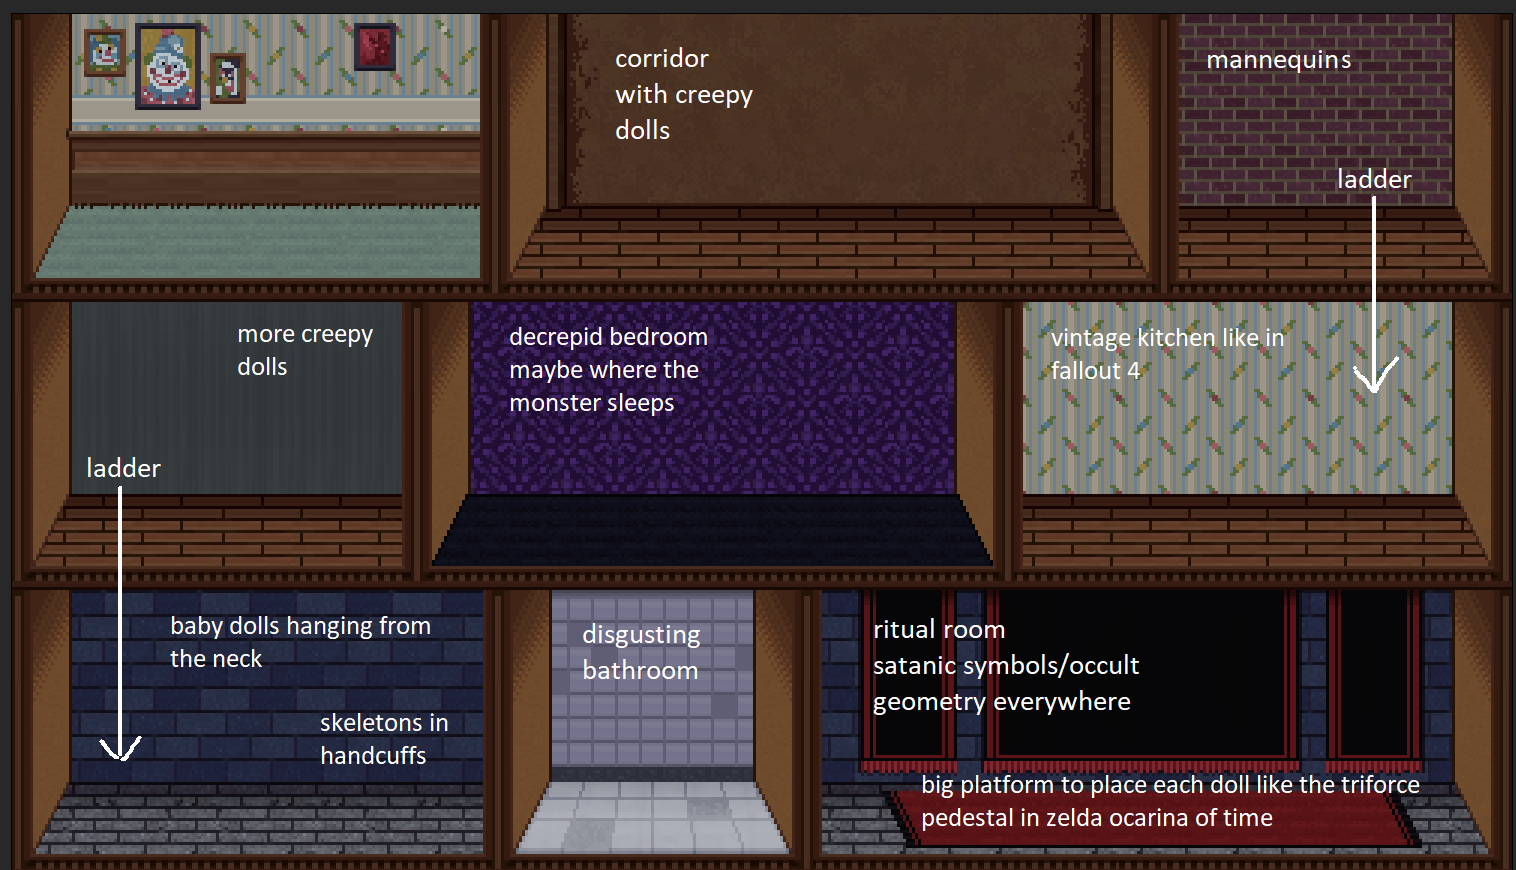 corridor
with creepy
dolls
mannequins
ladder
more creepy
dolls
ladder
decrepid bedroom
maybe where the
monster sleeps
vintage kitchen like in
fallout 4
baby dolls hanging from
the neck
skeletons in
handcuffs
disgusting
bathroom
ritual room
satanic symbols/occult
geometry everywhere
big platform to place each doll like the triforce
pedestal in zelda ocarina of time